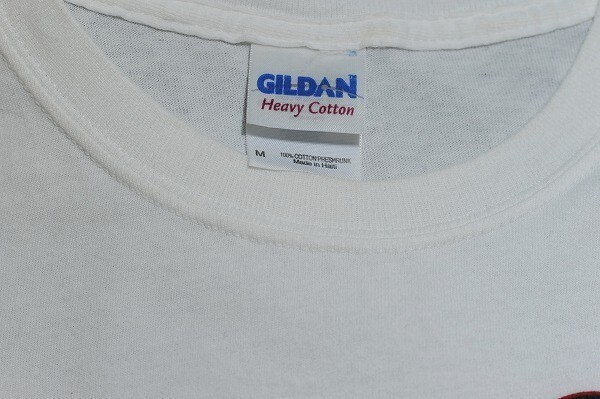 GILDAN
Heavy Cotton
M 100% COTTON PRESHRUNK
Made in Haiti